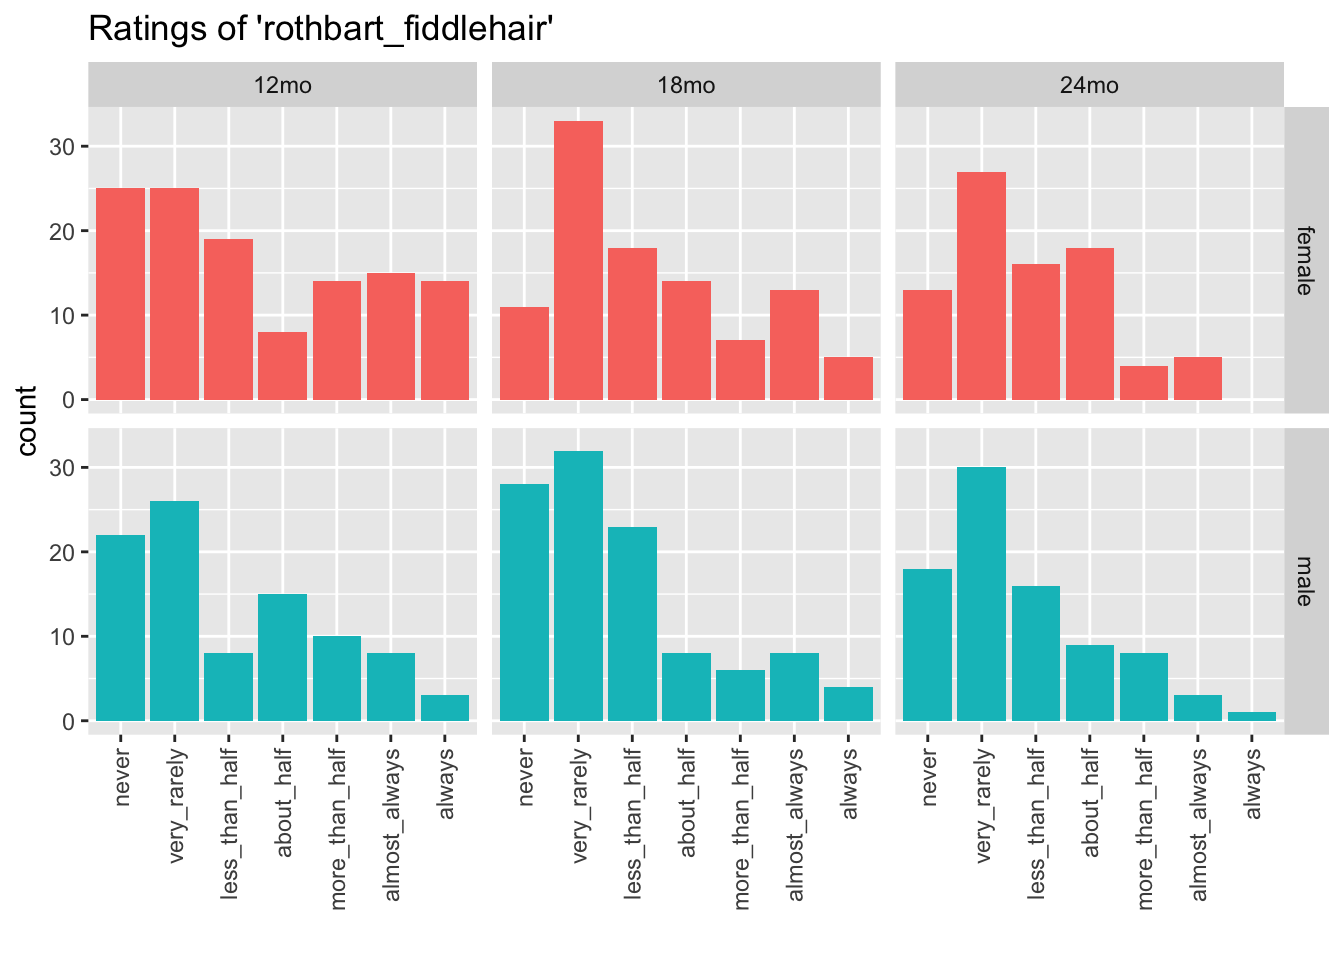 Ratings of 'rothbart_fiddlehair'
12mo 18mo 24mo
30
20
10
0
female
count
30
20
10
0
male
never very_rarely less_than_half about_half more_than_half almost_always always never very_rarely less_than_half about_half more_than_half almost_always always never very_rarely less_than_half about_half more_than_half almost_always always